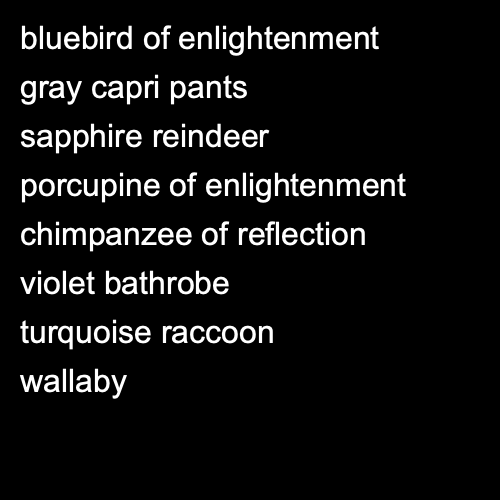 bluebird of enlightenment
gray capri pants
sapphire reindeer
porcupine of enlightenment
chimpanzee of reflection
violet bathrobe
turquoise raccoon
wallaby